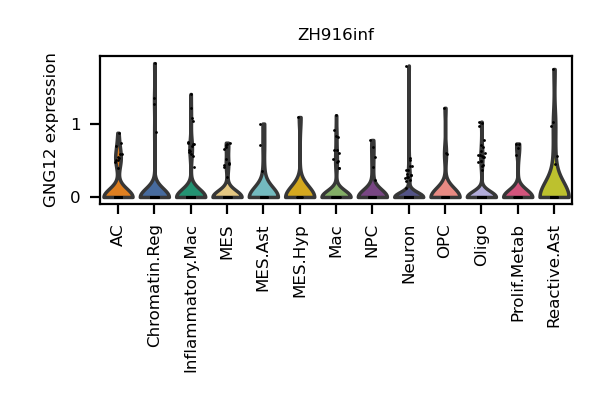 ZH916inf
GNG12 expression
1
0
AC
Chromatin.Reg
Inflammatory.Mac
MES
MES.Ast
MES.Hyp
Mac
NPC
Neuron
OPC
Oligo
Prolif.Metab
Reactive.Ast